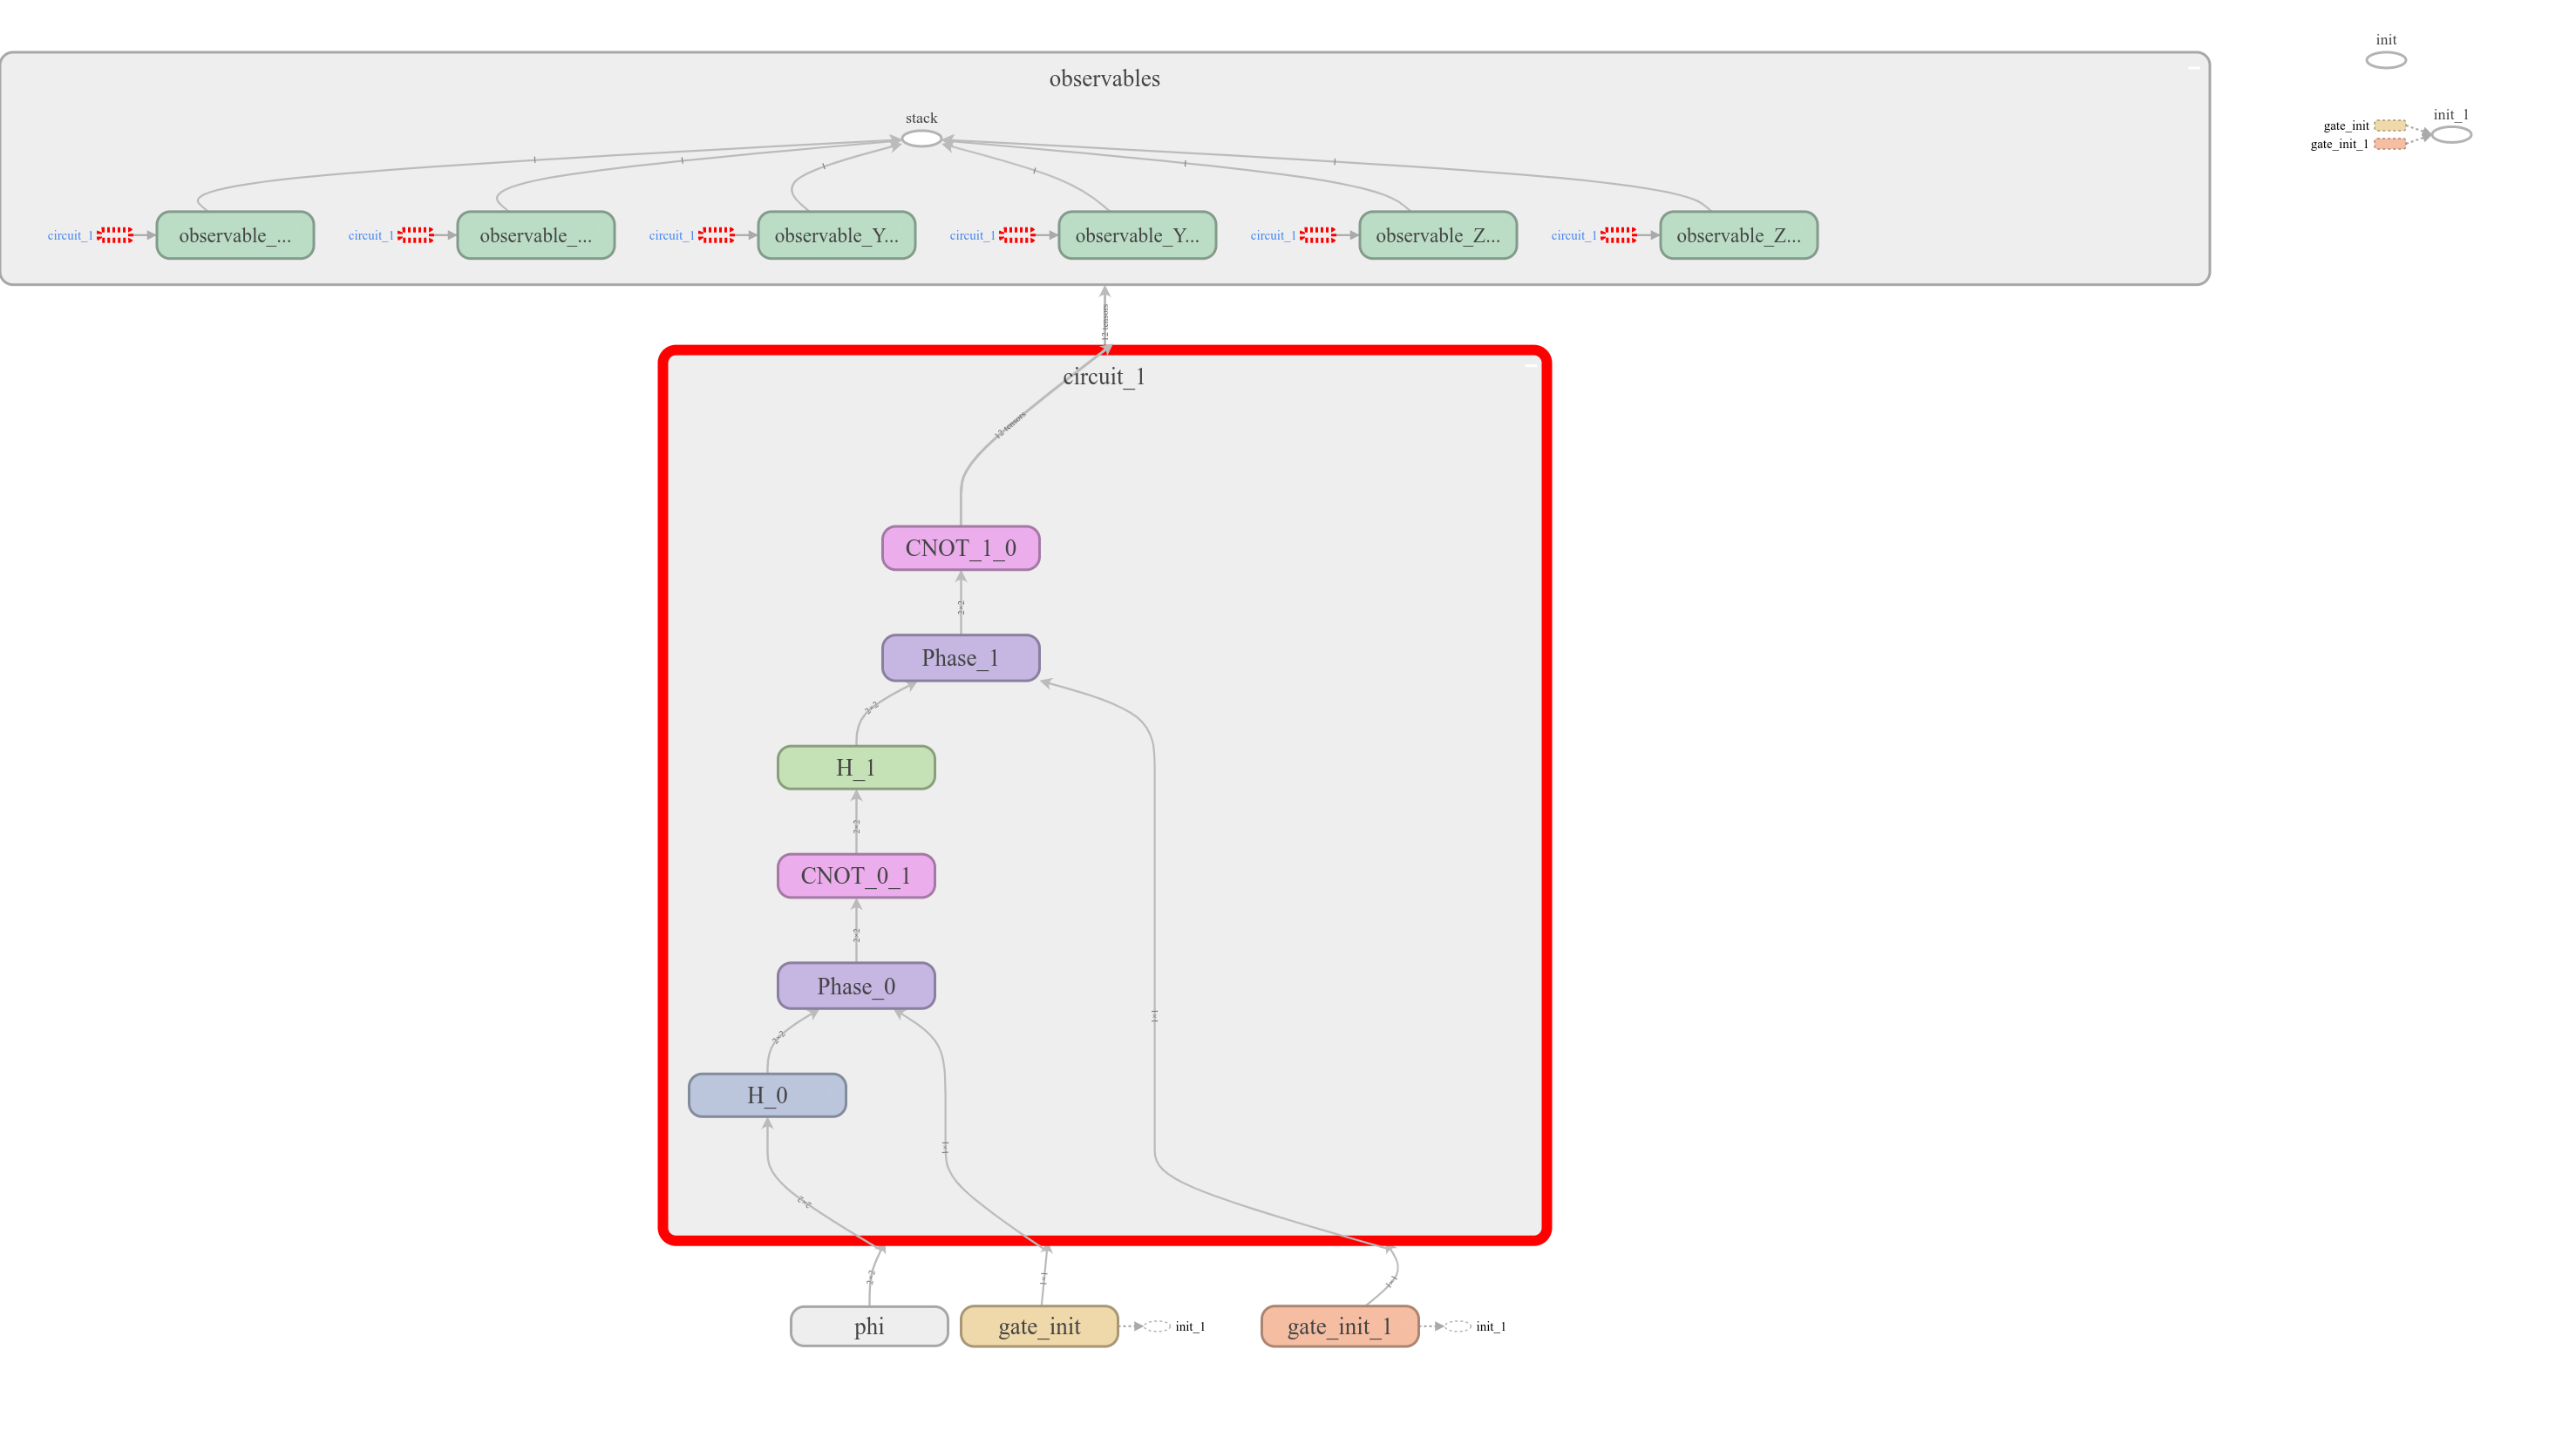 init
observables
stack
init_1
gate_init
gate_init_1
circuit_1
observable_...
circuit_1
observable_...
circuit_1
observable_Y...
circuit_1
observable_Y...
circuit_1
observable_Z...
circuit_1
observable_Z...
12 tensors
circuit_1
12 tensors
CNOT_1_0
2×2
Phase_1
2×2
H_1
2×2
CNOT_0_1
2×2
Phase_0
1×1
2×2
H_0
1×1
2×2
2×2
1×1
1×1
phi
gate_init
init_1
gate_init_1
init_1